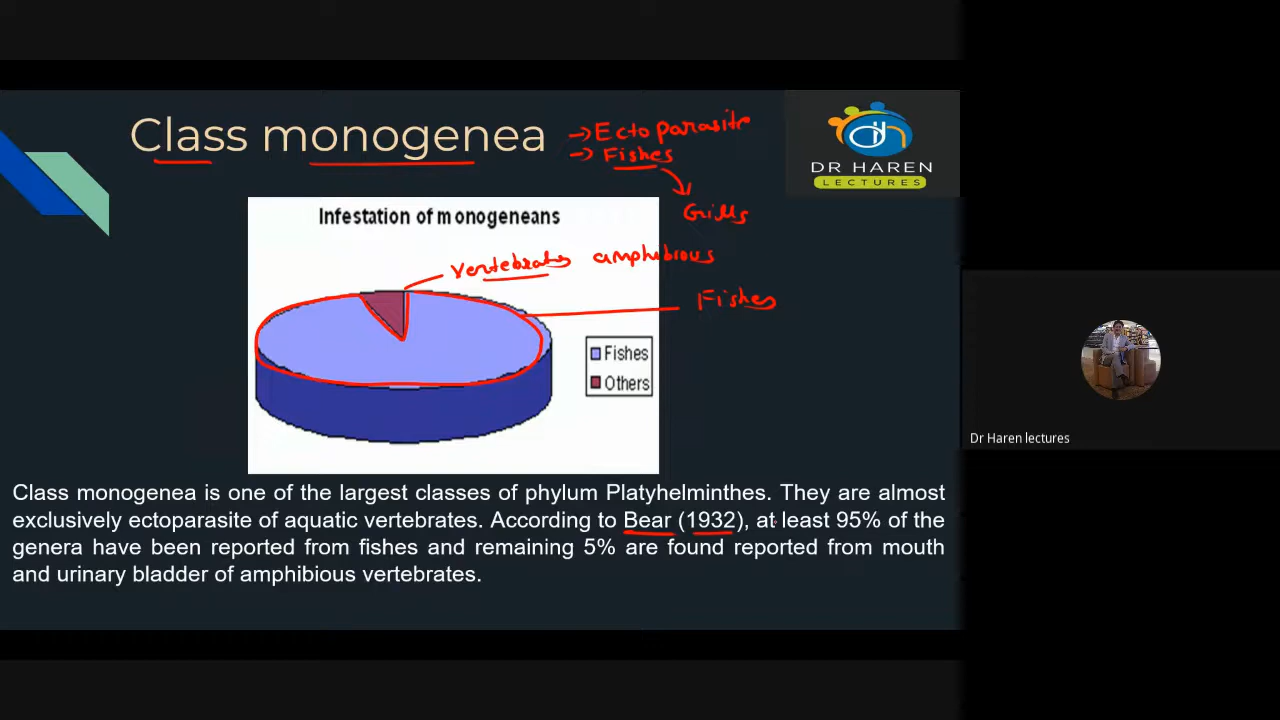 Class monogenea
→ Ectoparasite
→ Fishes
Gills
DR HAREN
LECTURES
Infestation of monogeneans
vertebrates amphebious
Fishes
Fishes
Others
Class monogenea is one of the largest classes of phylum Platyhelminthes. They are almost
exclusively ectoparasite of aquatic vertebrates. According to Bear (1932), at least 95% of the
genera have been reported from fishes and remaining 5% are found reported from mouth
and urinary bladder of amphibious vertebrates.
Dr Haren lectures